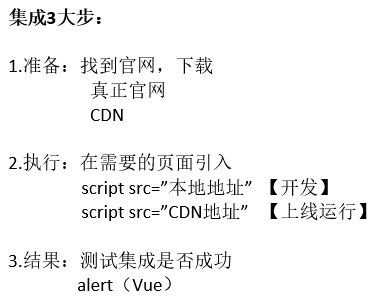 集成3大步：
1.准备：找到官网，下载
真正官网
CDN
2.执行：在需要的页面引入
script src=”本地地址” 【开发】
script src=”CDN地址” 【上线运行】
3.结果：测试集成是否成功
alert（Vue）